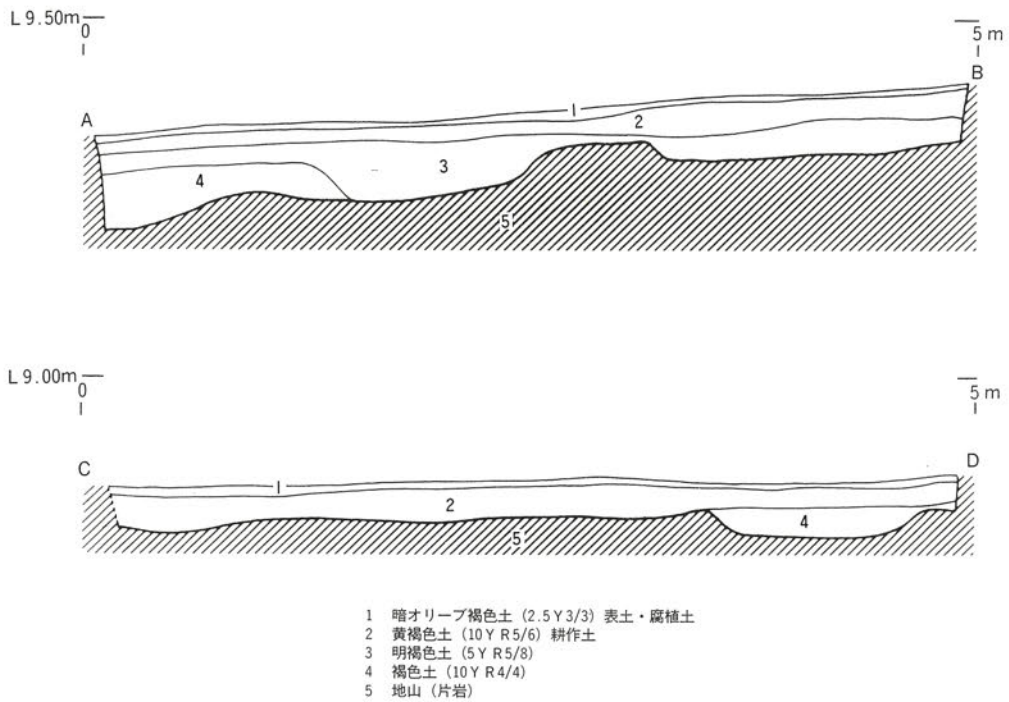 L 9.50m
0
5 m
A
B
1
2
3
4
5
L 9.00m
0
5 m
C
D
1
2
4
5
1 暗オリーブ褐色土 (2.5Y3/3) 表土・腐植土
2 黄褐色土 (10YR5/6) 耕作土
3 明褐色土 (5YR5/8)
4 褐色土 (10YR4/4)
5 地山 (片岩)